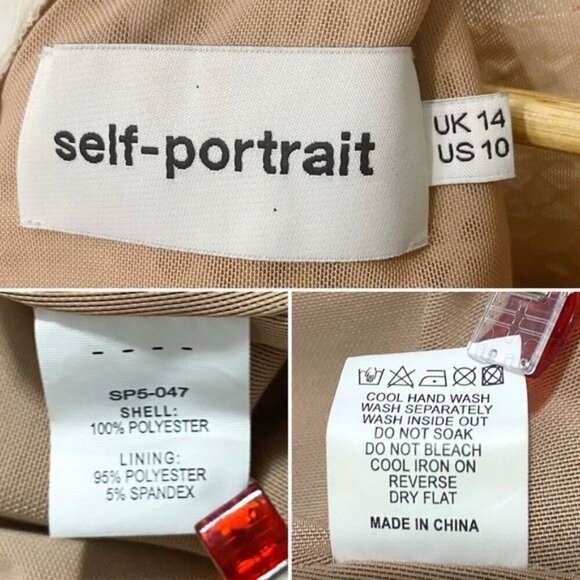 self-portrait
UK 14
US 10
SP5-047
SHELL:
100% POLYESTER
LINING:
95% POLYESTER
5% SPANDEX
COOL HAND WASH
WASH SEPARATELY
WASH INSIDE OUT
DO NOT SOAK
DO NOT BLEACH
COOL IRON ON
REVERSE
DRY FLAT
MADE IN CHINA